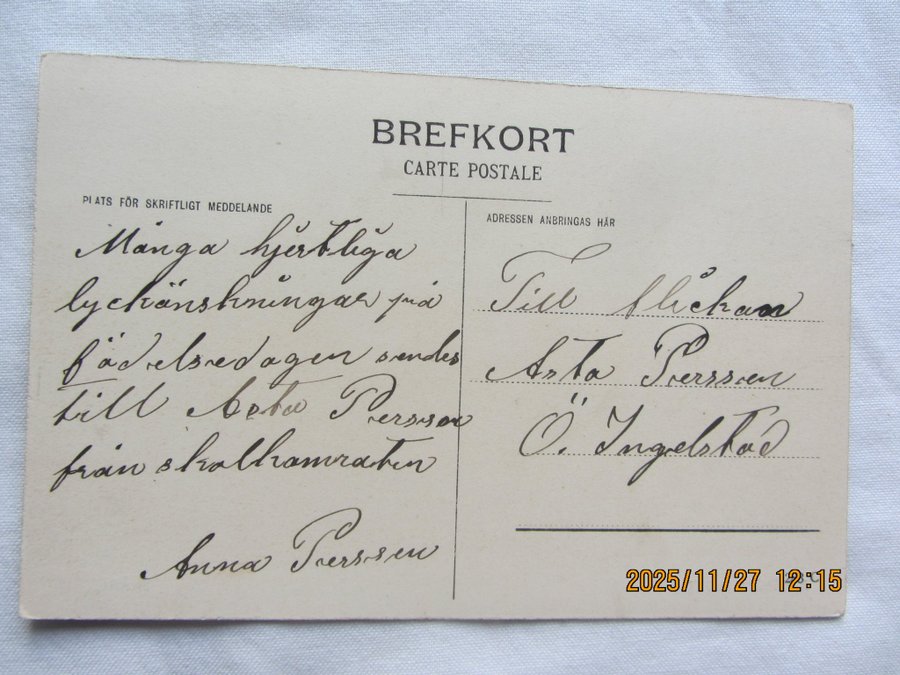 BREFKORT
CARTE POSTALE
PLATS FÖR SKRIFTLIGT MEDDELANDE
Många hjertliga
lyckönskningar på
födelsedagen sendes
till Asta Persson
från skolkamraten
Anna Persson
ADRESSEN ANBRINGAS HÄR
Till flickan
Asta Persson
Ö. Ingelstad
2025/11/27 12:15